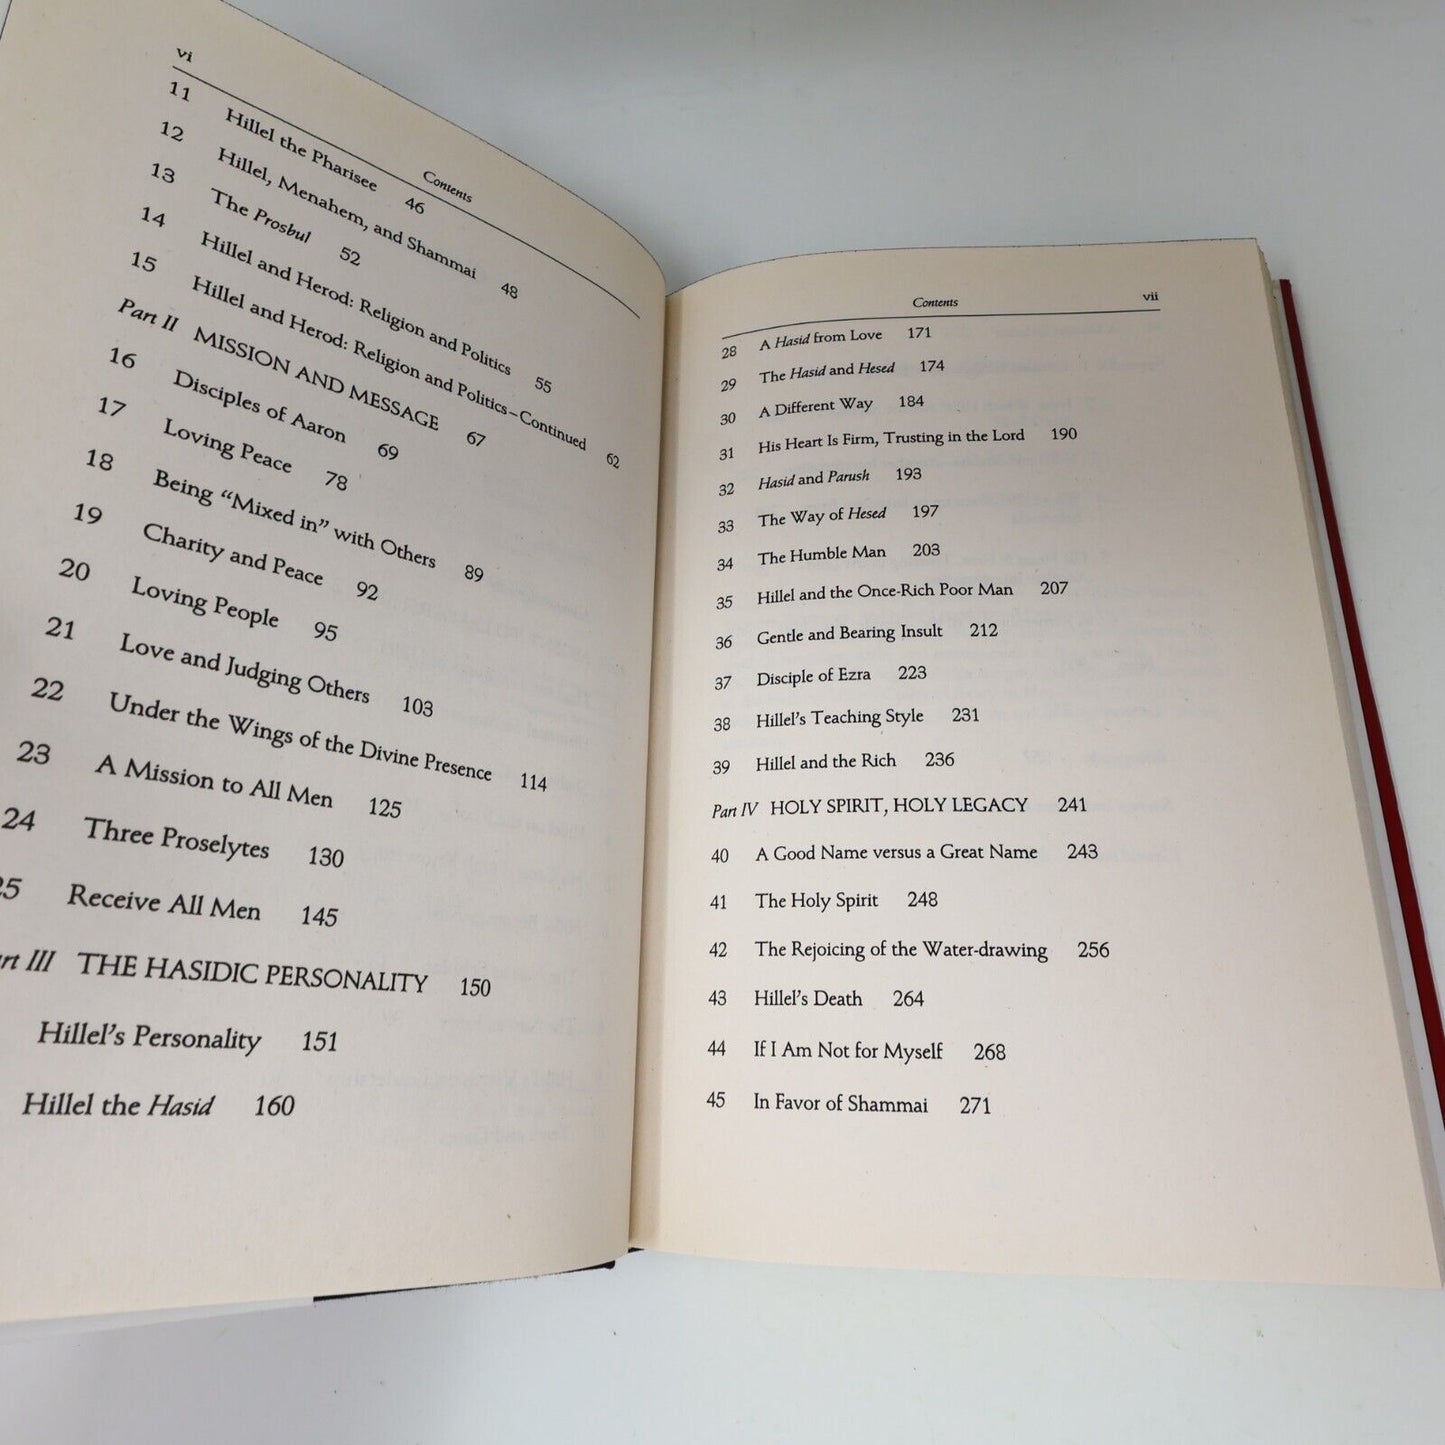 vi
Contents
11 Hillel the Pharisee 46
12 Hillel, Menahem, and Shammai 48
13 The Prosbul 52
14 Hillel and Herod: Religion and Politics 55
15 Hillel and Herod: Religion and Politics–Continued 62
Part II MISSION AND MESSAGE 67
16 Disciples of Aaron 69
17 Loving Peace 78
18 Being “Mixed in” with Others 89
19 Charity and Peace 92
20 Loving People 95
21 Love and Judging Others 103
22 Under the Wings of the Divine Presence 114
23 A Mission to All Men 125
24 Three Proselytes 130
25 Receive All Men 145
rt III THE HASIDIC PERSONALITY 150
Hillel’s Personality 151
Hillel the Hasid 160
Contents
vii
28 A Hasid from Love 171
29 The Hasid and Hesed 174
30 A Different Way 184
31 His Heart Is Firm, Trusting in the Lord 190
32 Hasid and Parush 193
33 The Way of Hesed 197
34 The Humble Man 203
35 Hillel and the Once-Rich Poor Man 207
36 Gentle and Bearing Insult 212
37 Disciple of Ezra 223
38 Hillel’s Teaching Style 231
39 Hillel and the Rich 236
Part IV HOLY SPIRIT, HOLY LEGACY 241
40 A Good Name versus a Great Name 243
41 The Holy Spirit 248
42 The Rejoicing of the Water-drawing 256
43 Hillel’s Death 264
44 If I Am Not for Myself 268
45 In Favor of Shammai 271